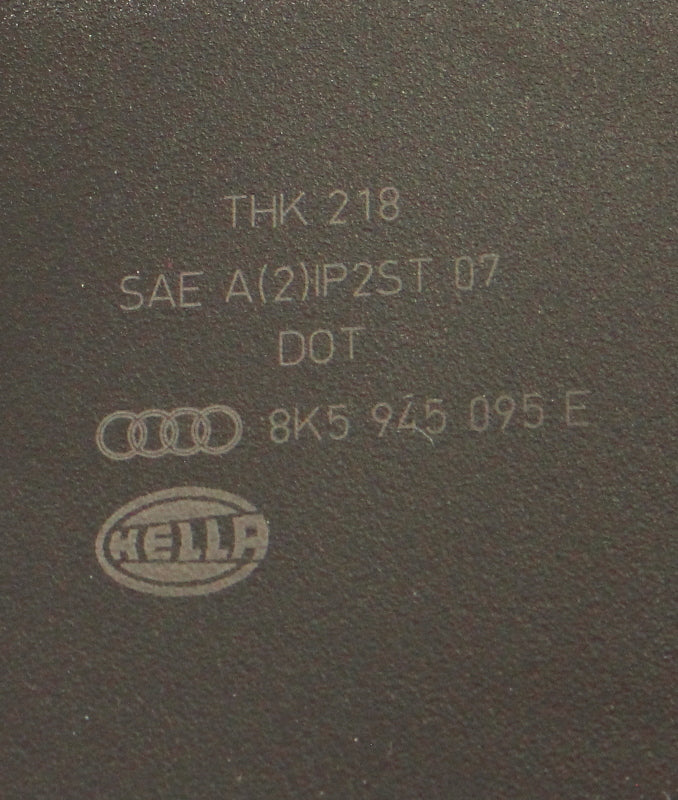 THK 218
SAE A(2)IP2ST 07
DOT
8K5 945 095 E
HELLA